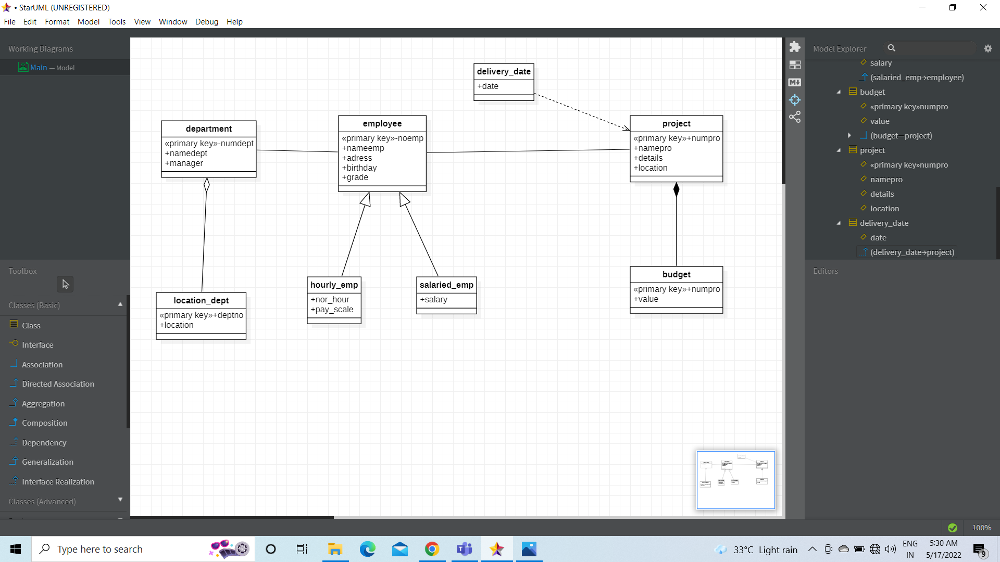 • StarUML (UNREGISTERED)
File Edit Format Model Tools View Window Debug Help
Working Diagrams
Main — Model
Toolbox
Classes (Basic)
Class
Interface
Association
Directed Association
Aggregation
Composition
Dependency
Generalization
Interface Realization
Classes (Advanced)
delivery_date
+date
department
«primary key»-numdept
+namedept
+manager
employee
«primary key»-noemp
+nameemp
+adress
+birthday
+grade
project
«primary key»+numpro
+namepro
+details
+location
location_dept
«primary key»+deptno
+location
hourly_emp
+nor_hour
+pay_scale
salaried_emp
+salary
budget
«primary key»+numpro
+value
Model Explorer
salary
(salaried_emp→employee)
budget
«primary key»numpro
value
(budget—project)
project
«primary key»numpro
namepro
details
location
delivery_date
date
(delivery_date→project)
Editors
100%
Type here to search
33°C Light rain
ENG
IN
5:30 AM
5/17/2022
9